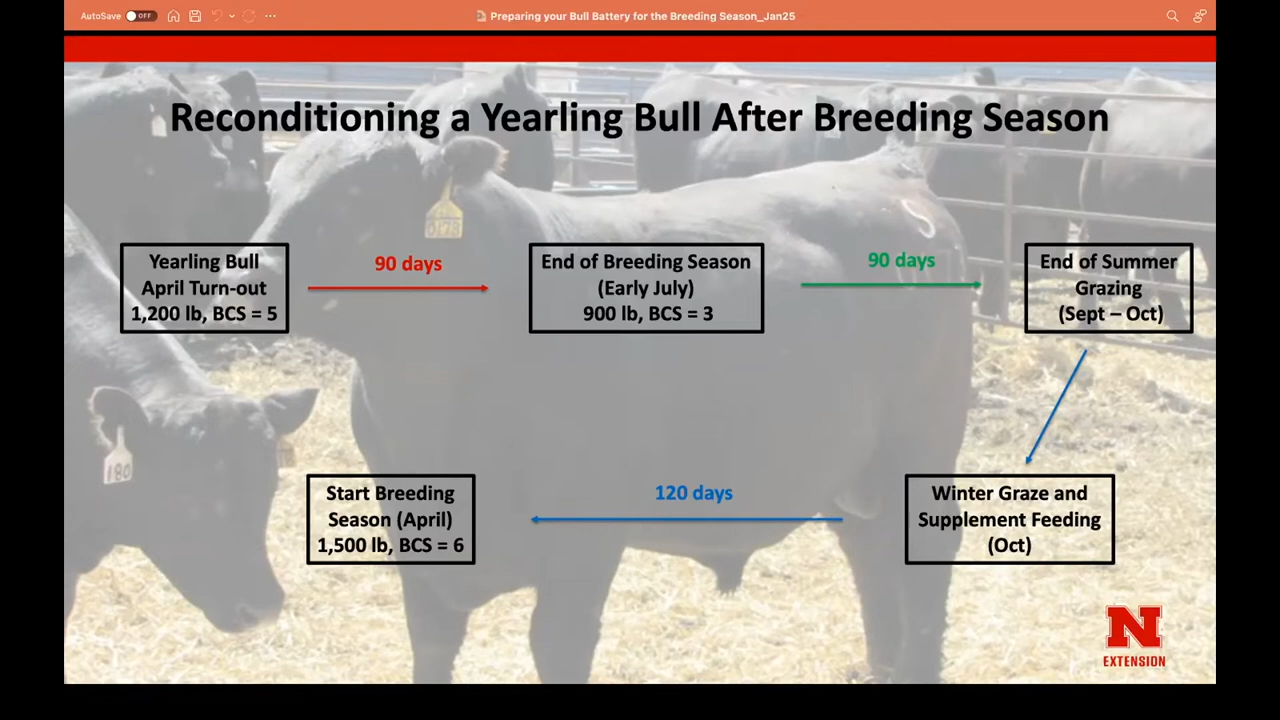 AutoSave OFF
Preparing your Bull Battery for the Breeding Season_Jan25
Reconditioning a Yearling Bull After Breeding Season
Yearling Bull
April Turn-out
1,200 lb, BCS = 5
90 days
End of Breeding Season
(Early July)
900 lb, BCS = 3
90 days
End of Summer
Grazing
(Sept – Oct)
Start Breeding
Season (April)
1,500 lb, BCS = 6
120 days
Winter Graze and
Supplement Feeding
(Oct)
180
N
EXTENSION